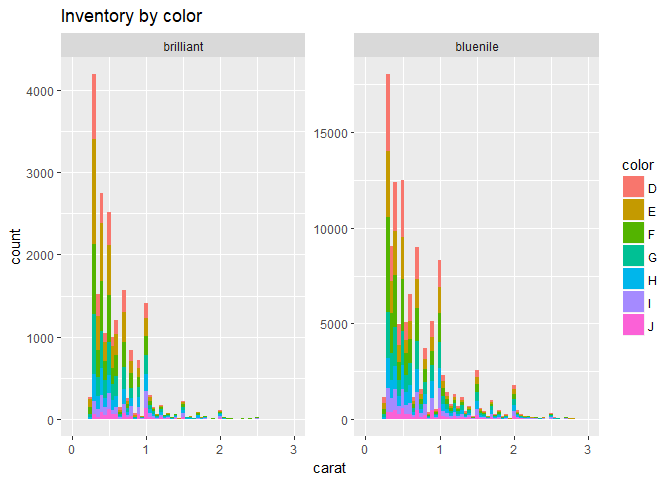 Inventory by color
brilliant
bluenile
4000
3000
2000
1000
0
15000
10000
5000
0
count
0 1 2 3
0 1 2 3
carat
color
D
E
F
G
H
I
J